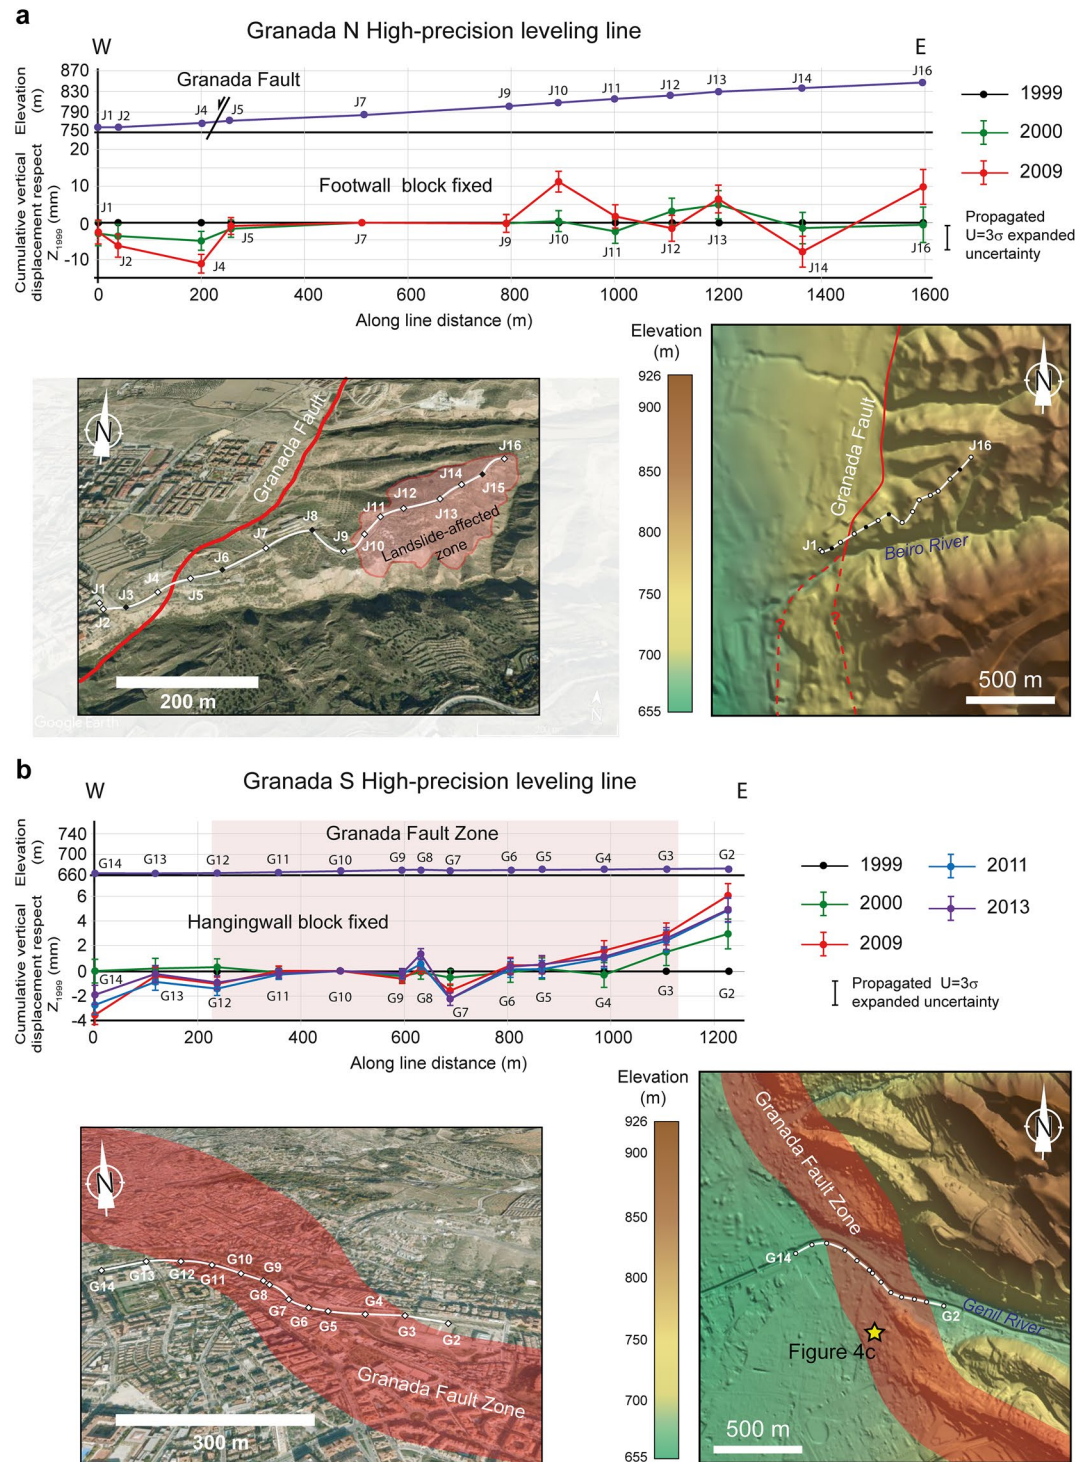 a
Granada N High-precision leveling line
W
E
Elevation
(m)
870
830
790
750
Granada Fault
J1 J2 J4 J5 J7 J9 J10 J11 J12 J13 J14 J16
1999
2000
2009
Propagated
U=3σ expanded
uncertainty
Cumulative vertical
displacement respect
Z1999 (mm)
20
10
0
-10
Footwall block fixed
J1
J2 J4 J5 J7 J9 J10 J11 J12 J13 J14 J16
0 200 400 600 800 1000 1200 1400 1600
Along line distance (m)
N
Granada Fault
J1
J2
J3
J4
J5
J6
J7
J8
J9
J10
J11
J12
J13
J14
J15
J16
Landslide-affected
zone
200 m
Google Earth
N
Elevation
(m)
926
900
850
800
750
700
655
N
Granada Fault
J16
J1
Beiro River
500 m
b
Granada S High-precision leveling line
W
E
Elevation
(m)
740
700
660
Granada Fault Zone
G14 G13 G12 G11 G10 G9 G8 G7 G6 G5 G4 G3 G2
1999
2000
2009
2011
2013
Propagated U=3σ
expanded uncertainty
Cumulative vertical
displacement respect
Z1999 (mm)
6
4
2
0
-2
-4
Hangingwall block fixed
G14 G13 G12 G11 G10 G9 G8 G7 G6 G5 G4 G3 G2
0 200 400 600 800 1000 1200
Along line distance (m)
N
G14
G13
G12
G11
G10
G9
G8
G7
G6
G5
G4
G3
G2
Granada Fault Zone
300 m
Elevation
(m)
926
900
850
800
750
700
655
N
Granada Fault Zone
G14
G2
Genil River
Figure 4c
500 m